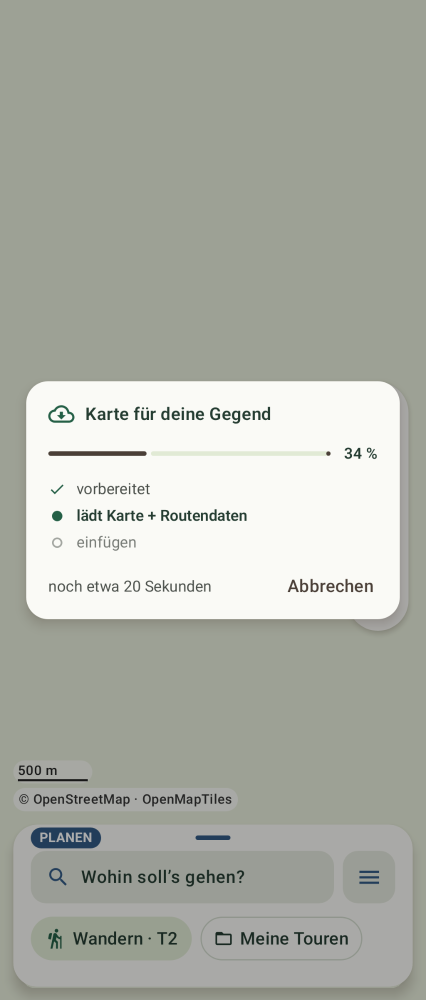 Karte für deine Gegend
34 %
vorbereitet
lädt Karte + Routendaten
einfügen
noch etwa 20 Sekunden Abbrechen
500 m
© OpenStreetMap · OpenMapTiles
PLANEN
Wohin soll’s gehen?
Wandern · T2 Meine Touren